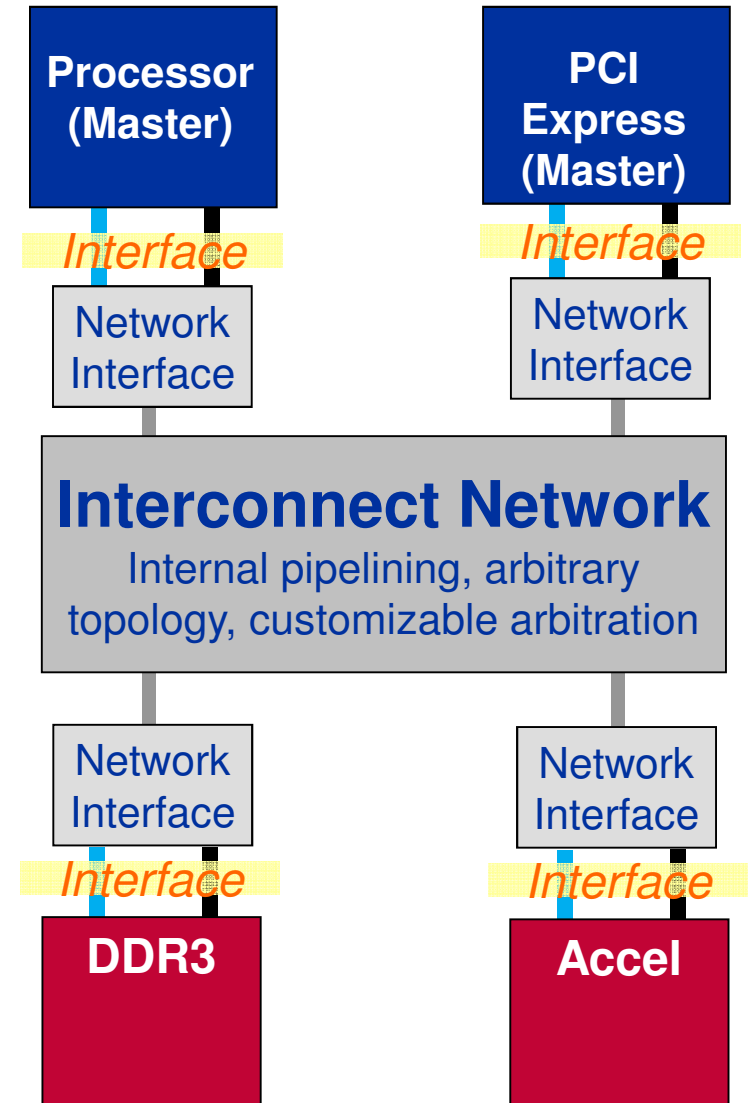 Processor
(Master)
PCI
Express
(Master)
Interface
Interface
Network
Interface
Network
Interface
Interconnect Network
Internal pipelining, arbitrary
topology, customizable arbitration
Network
Interface
Network
Interface
Interface
Interface
DDR3
Accel